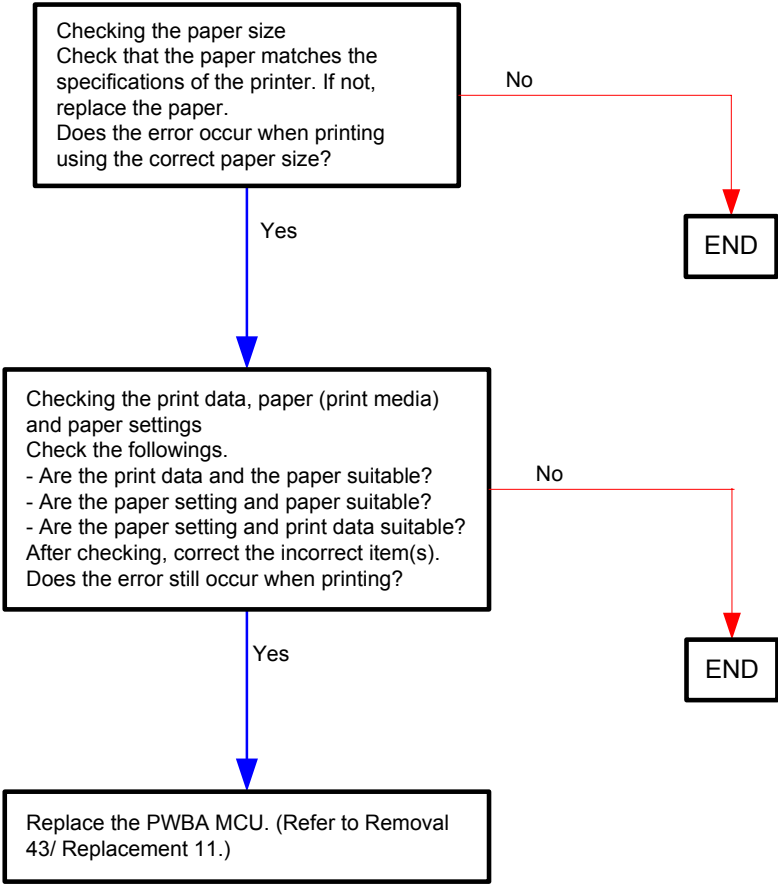 Checking the paper size
Check that the paper matches the
specifications of the printer. If not,
replace the paper.
Does the error occur when printing
using the correct paper size?
No
END
Yes
Checking the print data, paper (print media)
and paper settings
Check the followings.
- Are the print data and the paper suitable?
- Are the paper setting and paper suitable?
- Are the paper setting and print data suitable?
After checking, correct the incorrect item(s).
Does the error still occur when printing?
No
END
Yes
Replace the PWBA MCU. (Refer to Removal
43/ Replacement 11.)